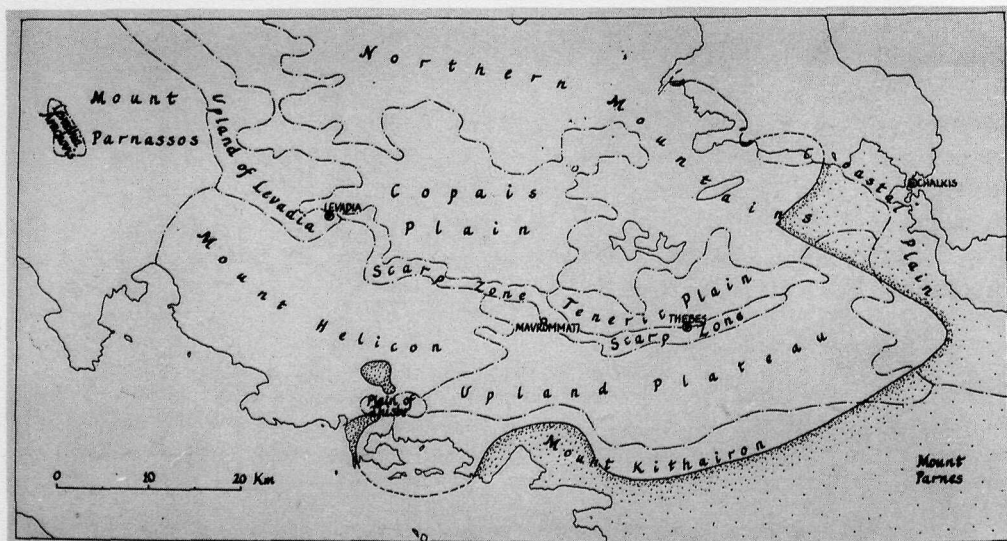 Northern Mountains
Mount
Parnassos
Upland of Levadia
LEVADIA
Copais
Plain
Coastal Plain
CHALKIS
Mount Helicon
Scarp Zone
Teneric Plain
MAVROMMATI
THEBES
Scarp Zone
Upland Plateau
Plain of
Mount Kithairon
Mount
Parnes
0 10 20 Km